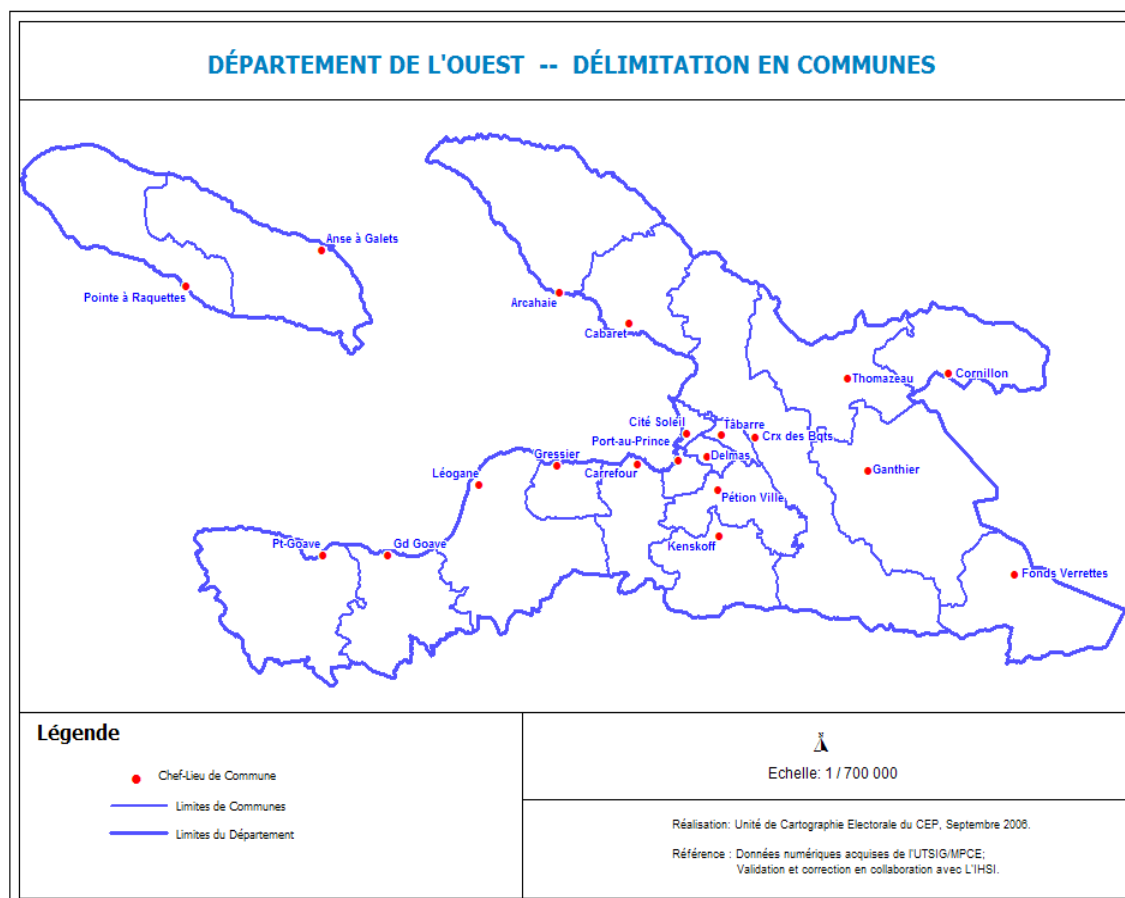 DÉPARTEMENT DE L'OUEST -- DÉLIMITATION EN COMMUNES
Anse à Galets
Pointe à Raquettes
Arcahaie
Cabaret
Thomazeau
Cornillon
Cité Soleil
Tabarre
Port-au-Prince
Crx des Bqts
Gressier
Delmas
Léogane
Carrefour
Ganthier
Pétion Ville
Pt-Goave
Gd Goave
Kenskoff
Fonds Verrettes
Légende
Chef-Lieu de Commune
Limites de Communes
Limites du Département
N
Echelle: 1 / 700 000
Réalisation: Unité de Cartographie Electorale du CEP, Septembre 2006.
Référence : Données numériques acquises de l'UTSIG/MPCE;
Validation et correction en collaboration avec L'IHSI.